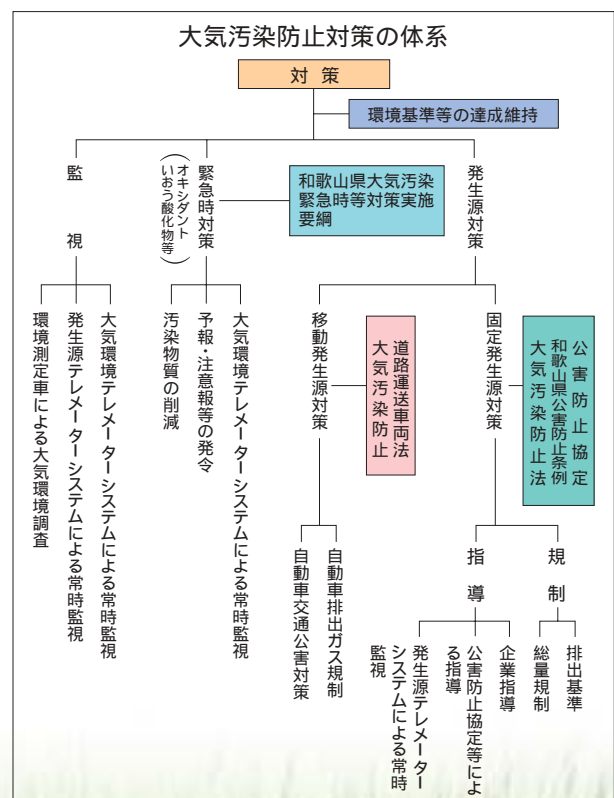 大気汚染防止対策の体系
対策
環境基準等の達成維持
発生源対策
和歌山県大気汚染
緊急時等対策実施
要綱
緊急時対策
(オキシダント
いおう酸化物等)
監視
固定発生源対策
公害防止協定
和歌山県公害防止条例
大気汚染防止法
移動発生源対策
道路運送車両法
大気汚染防止
大気環境テレメーターシステムによる常時監視
予報・注意報等の発令
汚染物質の削減
大気環境テレメーターシステムによる常時監視
発生源テレメーターシステムによる常時監視
環境測定車による大気環境調査
規制
指導
排出基準
総量規制
企業指導
公害防止協定等によ
る指導
発生源テレメーター
システムによる常時
監視
自動車排出ガス規制
自動車交通公害対策